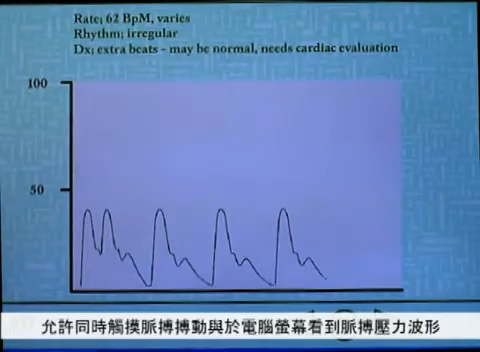 Rate; 62 BpM, varies
Rhythm; irregular
Dx; extra beats - may be normal, needs cardiac evaluation
100
50
允許同時觸摸脈搏搏動與於電腦螢幕看到脈搏壓力波形